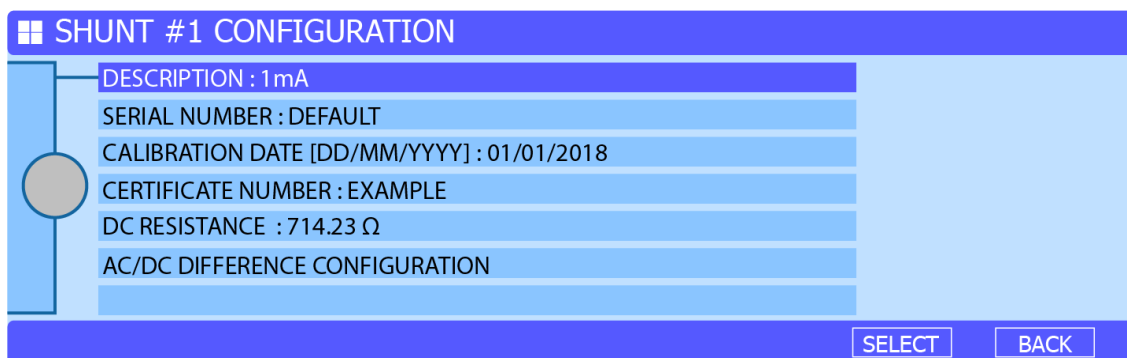 SHUNT #1 CONFIGURATION
DESCRIPTION : 1mA
SERIAL NUMBER : DEFAULT
CALIBRATION DATE [DD/MM/YYYY] : 01/01/2018
CERTIFICATE NUMBER : EXAMPLE
DC RESISTANCE : 714.23 Ω
AC/DC DIFFERENCE CONFIGURATION
SELECT BACK